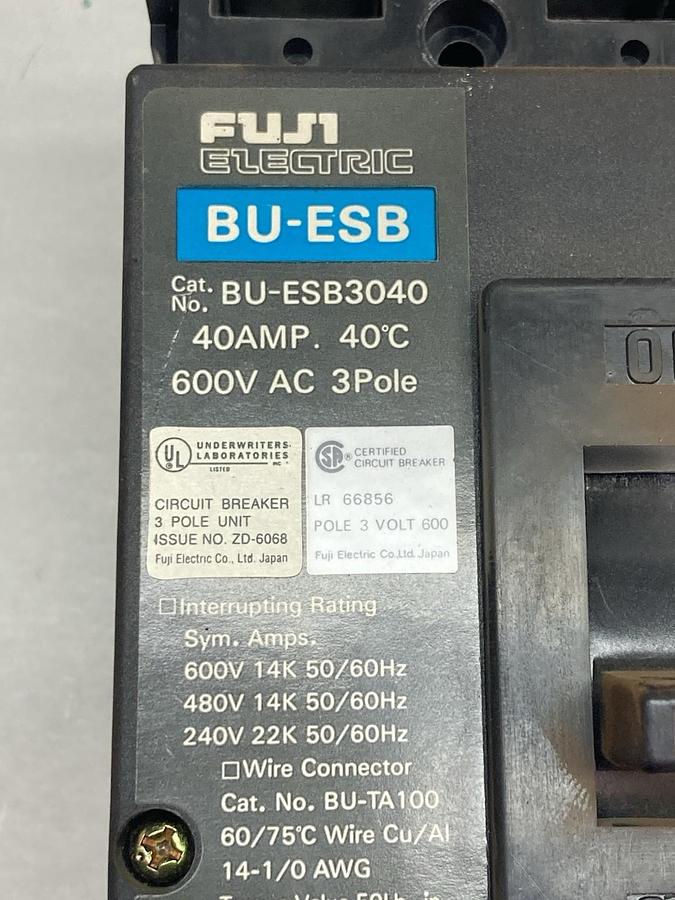 FUJI
ELECTRIC
BU-ESB
Cat. No. BU-ESB3040
40AMP. 40℃
600V AC 3Pole
UL
UNDERWRITERS
LABORATORIES
INC
LISTED
CIRCUIT BREAKER
3 POLE UNIT
ISSUE NO. ZD-6068
Fuji Electric Co., Ltd. Japan
SA ®
CERTIFIED
CIRCUIT BREAKER
LR 66856
POLE 3 VOLT 600
Fuji Electric Co.Ltd. Japan
□Interrupting Rating
Sym. Amps.
600V 14K 50/60Hz
480V 14K 50/60Hz
240V 22K 50/60Hz
□Wire Connector
Cat. No. BU-TA100
60/75℃ Wire Cu/Al
14-1/0 AWG